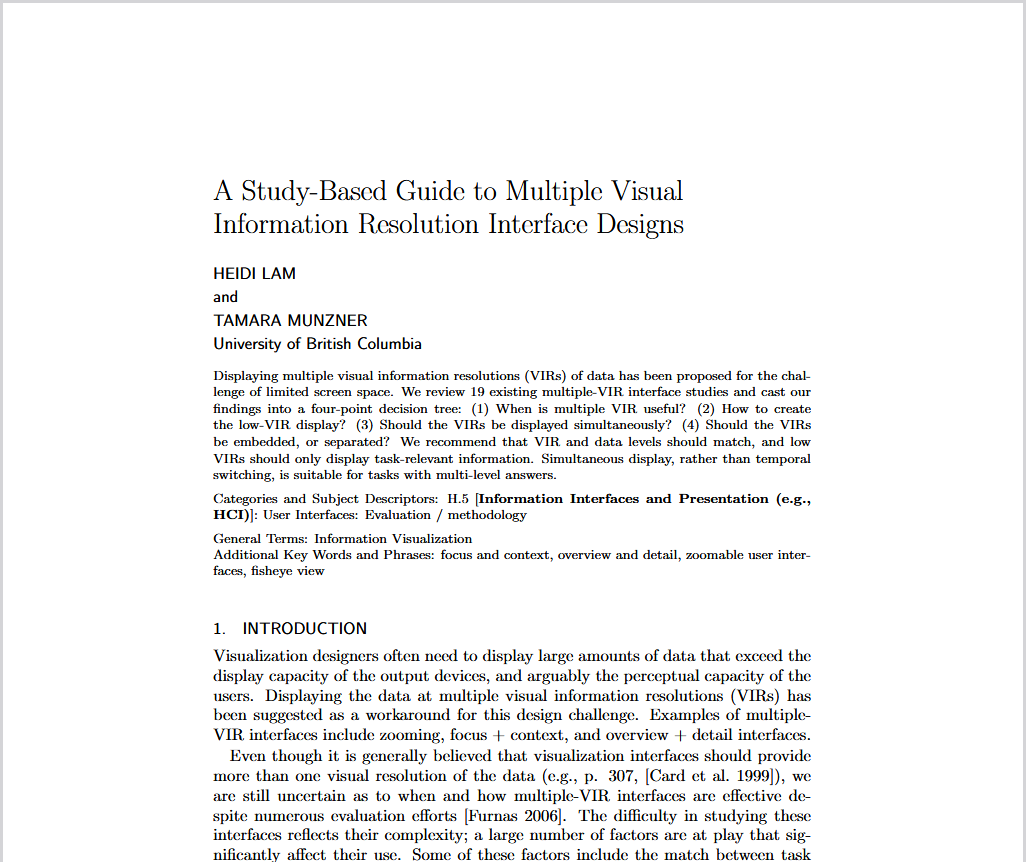 A Study-Based Guide to Multiple Visual
Information Resolution Interface Designs
HEIDI LAM
and
TAMARA MUNZNER
University of British Columbia
Displaying multiple visual information resolutions (VIRs) of data has been proposed for the chal-
lenge of limited screen space. We review 19 existing multiple-VIR interface studies and cast our
findings into a four-point decision tree: (1) When is multiple VIR useful? (2) How to create
the low-VIR display? (3) Should the VIRs be displayed simultaneously? (4) Should the VIRs
be embedded, or separated? We recommend that VIR and data levels should match, and low
VIRs should only display task-relevant information. Simultaneous display, rather than temporal
switching, is suitable for tasks with multi-level answers.
Categories and Subject Descriptors: H.5 [Information Interfaces and Presentation (e.g.,
HCI)]: User Interfaces: Evaluation / methodology
General Terms: Information Visualization
Additional Key Words and Phrases: focus and context, overview and detail, zoomable user inter-
faces, fisheye view
1. INTRODUCTION
Visualization designers often need to display large amounts of data that exceed the
display capacity of the output devices, and arguably the perceptual capacity of the
users. Displaying the data at multiple visual information resolutions (VIRs) has
been suggested as a workaround for this design challenge. Examples of multiple-
VIR interfaces include zooming, focus + context, and overview + detail interfaces.
Even though it is generally believed that visualization interfaces should provide
more than one visual resolution of the data (e.g., p. 307, [Card et al. 1999]), we
are still uncertain as to when and how multiple-VIR interfaces are effective de-
spite numerous evaluation efforts [Furnas 2006]. The difficulty in studying these
interfaces reflects their complexity; a large number of factors are at play that sig-
nificantly affect their use. Some of these factors include the match between task